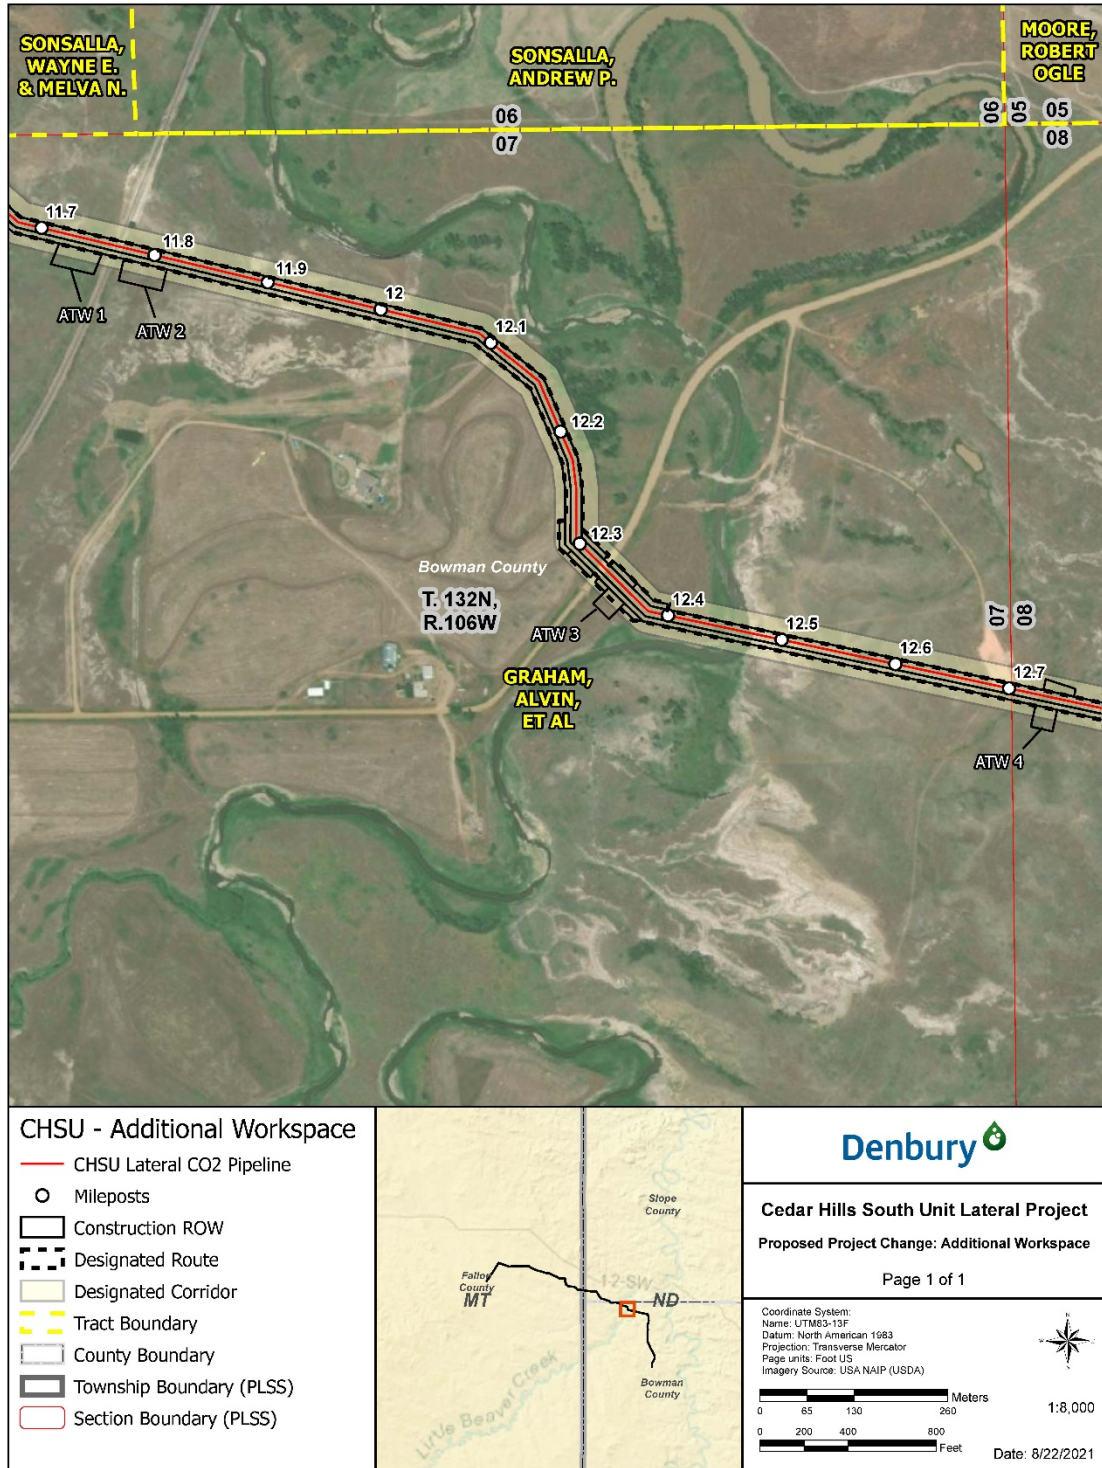 SONSALLA,
WAYNE E.
& MELVA N.
SONSALLA,
ANDREW P.
MOORE,
ROBERT
OGLE
06
07
06
05
05
08
11.7
11.8
11.9
12
12.1
12.2
12.3
12.4
12.5
12.6
12.7
ATW 1
ATW 2
ATW 3
ATW 4
Bowman County
T. 132N,
R.106W
07
08
GRAHAM,
ALVIN,
ET AL
CHSU - Additional Workspace
CHSU Lateral CO2 Pipeline
Mileposts
Construction ROW
Designated Route
Designated Corridor
Tract Boundary
County Boundary
Township Boundary (PLSS)
Section Boundary (PLSS)
Slope
County
Fallon
County
MT
12-SW
ND
Bowman
County
Little Beaver Creek
Denbury
Cedar Hills South Unit Lateral Project
Proposed Project Change: Additional Workspace
Page 1 of 1
Coordinate System:
Name: UTM83-13F
Datum: North American 1983
Projection: Transverse Mercator
Page units: Foot US
Imagery Source: USA NAIP (USDA)
N
Meters
0 65 130 260
1:8,000
0 200 400 800
Feet
Date: 8/22/2021